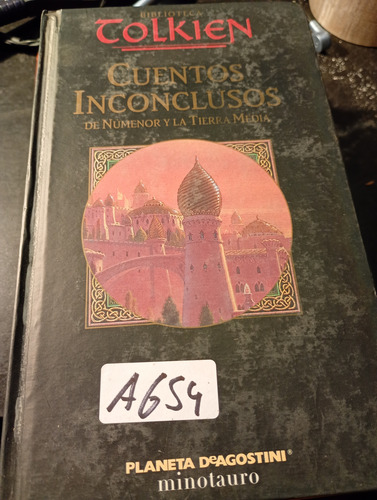 BIBLIOTECA
TOLKIEN
CUENTOS
INCONCLUSOS
DE NÚMENOR Y LA TIERRA MEDIA
A654
PLANETA DeAGOSTINI®
minotauro